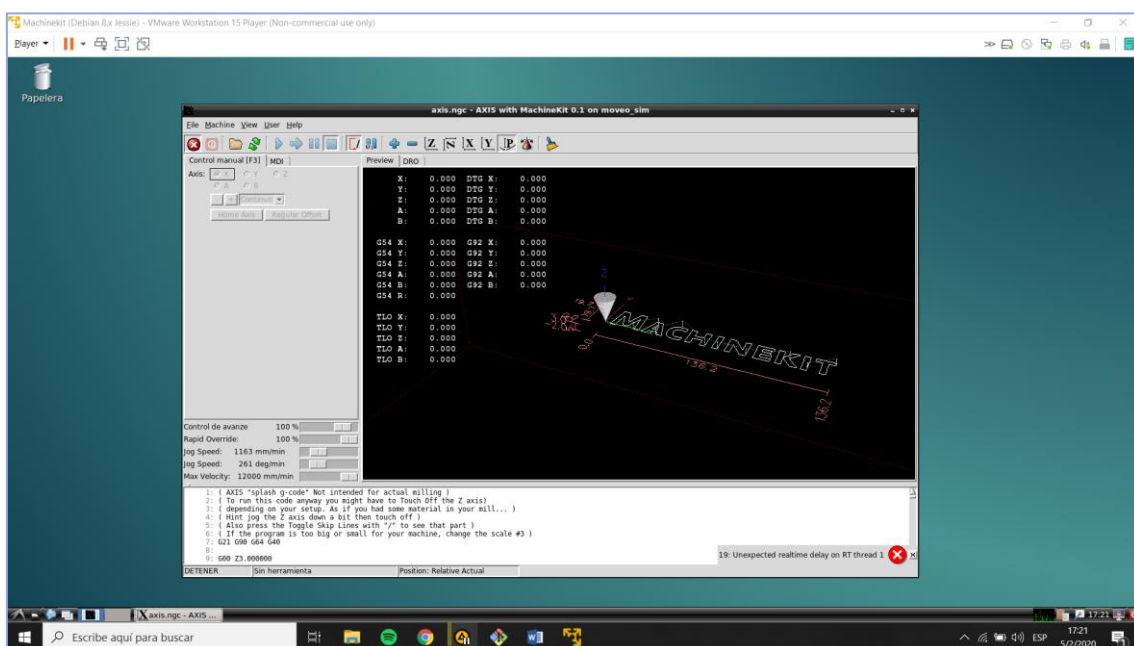 Machinekit (Debian 8.x Jessie) - VMware Workstation 15 Player (Non-commercial use only)
Player
Papelera
axis.ngc - AXIS with MachineKit 0.1 on moveo_sim
File Machine View User Help
Z N X Y P
Control manual [F3] MDI Preview DRO
Axis: X Y Z
A B
- + Continuo
Home Axis Regular Offset
X: 0.000 DTG X: 0.000
Y: 0.000 DTG Y: 0.000
Z: 0.000 DTG Z: 0.000
A: 0.000 DTG A: 0.000
B: 0.000 DTG B: 0.000
G54 X: 0.000 G92 X: 0.000
G54 Y: 0.000 G92 Y: 0.000
G54 Z: 0.000 G92 Z: 0.000
G54 A: 0.000 G92 A: 0.000
G54 B: 0.000 G92 B: 0.000
G54 R: 0.000
TLO X: 0.000
TLO Y: 0.000
TLO Z: 0.000
TLO A: 0.000
TLO B: 0.000
Z
MACHINEKIT
0.0
136.2
136.2
Control de avanze 100 %
Rapid Override: 100 %
Jog Speed: 1163 mm/min
Jog Speed: 261 deg/min
Max Velocity: 12000 mm/min
1: ( AXIS "splash g-code" Not intended for actual milling )
2: ( To run this code anyway you might have to Touch Off the Z axis)
3: ( depending on your setup. As if you had some material in your mill... )
4: ( Hint jog the Z axis down a bit then touch off )
5: ( Also press the Toggle Skip Lines with "/" to see that part )
6: ( If the program is too big or small for your machine, change the scale #3 )
7: G21 G90 G64 G40
8:
9: G00 Z3.000000
19: Unexpected realtime delay on RT thread 1
DETENER Sin herramienta Position: Relative Actual
axis.ngc - AXIS ...
17:21
Escribe aquí para buscar
ESP
17:21
5/2/2020